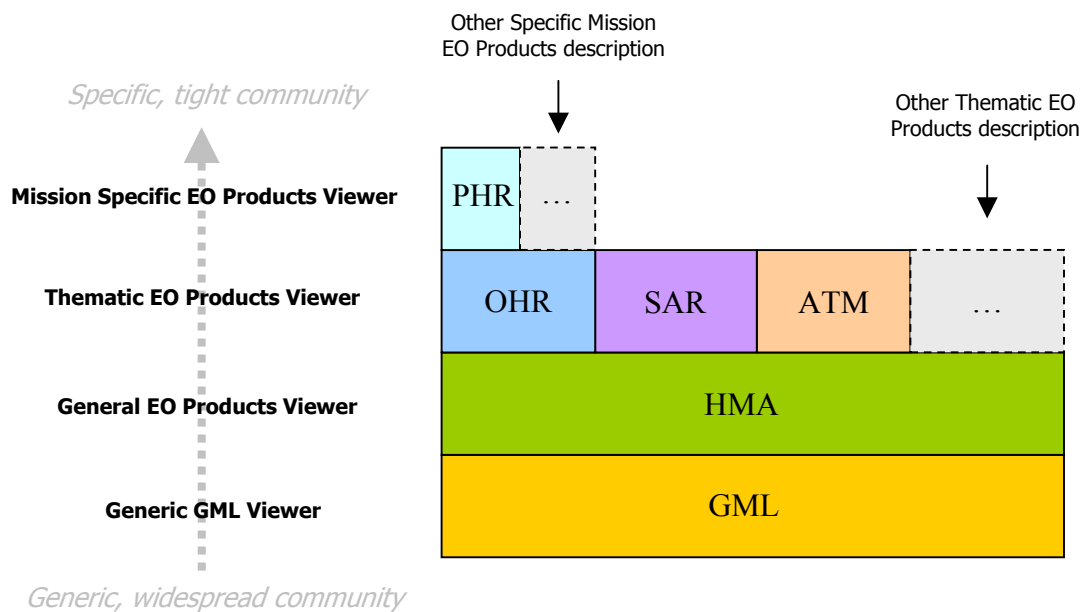 Other Specific Mission
EO Products description
Specific, tight community
Other Thematic EO
Products description
Mission Specific EO Products Viewer
PHR
...
Thematic EO Products Viewer
OHR
SAR
ATM
...
General EO Products Viewer
HMA
Generic GML Viewer
GML
Generic, widespread community